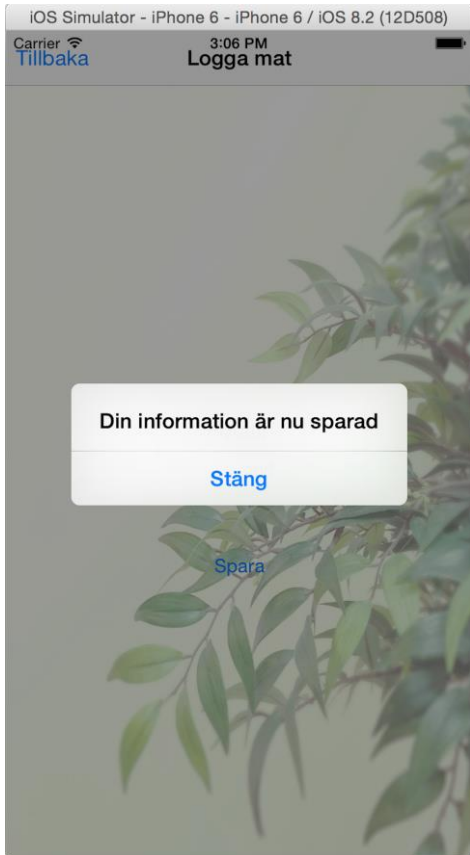 iOS Simulator - iPhone 6 - iPhone 6 / iOS 8.2 (12D508)
Carrier 3:06 PM
Tillbaka Logga mat
Din information är nu sparad
Stäng
Spara